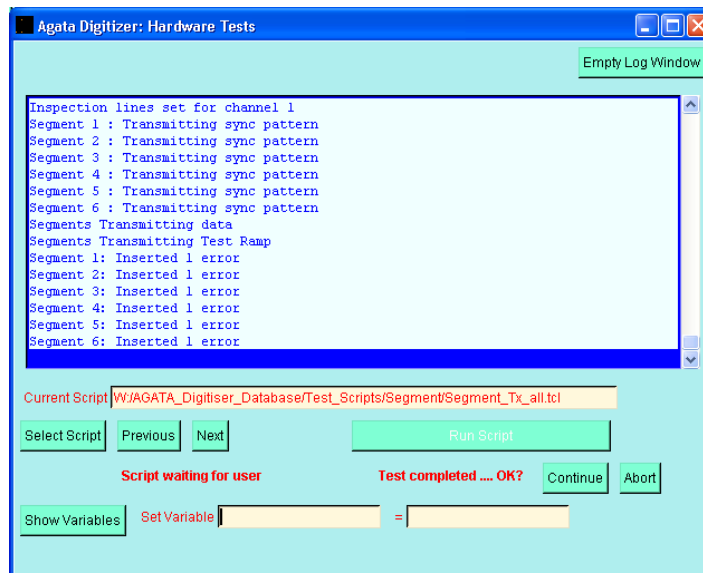 Agata Digitizer: Hardware Tests
Empty Log Window
Inspection lines set for channel 1
Segment 1 : Transmitting sync pattern
Segment 2 : Transmitting sync pattern
Segment 3 : Transmitting sync pattern
Segment 4 : Transmitting sync pattern
Segment 5 : Transmitting sync pattern
Segment 6 : Transmitting sync pattern
Segments Transmitting data
Segments Transmitting Test Ramp
Segment 1: Inserted 1 error
Segment 2: Inserted 1 error
Segment 3: Inserted 1 error
Segment 4: Inserted 1 error
Segment 5: Inserted 1 error
Segment 6: Inserted 1 error
Current Script W:/AGATA_Digitiser_Database/Test_Scripts/Segment/Segment_Tx_all.tcl
Select Script Previous Next Run Script
Script waiting for user Test completed .... OK? Continue Abort
Show Variables Set Variable =